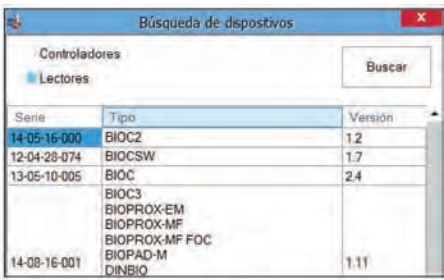 Búsqueda de dispostivos
Controladores
Lectores
Buscar
Serie Tipo Versión
14-05-16-000 BIOC2 1.2
12-04-28-074 BIOCSW 1.7
13-05-10-005 BIOC 2.4
BIOC3
BIOPROX-EM
BIOPROX-MF
BIOPROX-MF FOC
BIOPAD-M
14-08-16-001 DINBIO 1.11